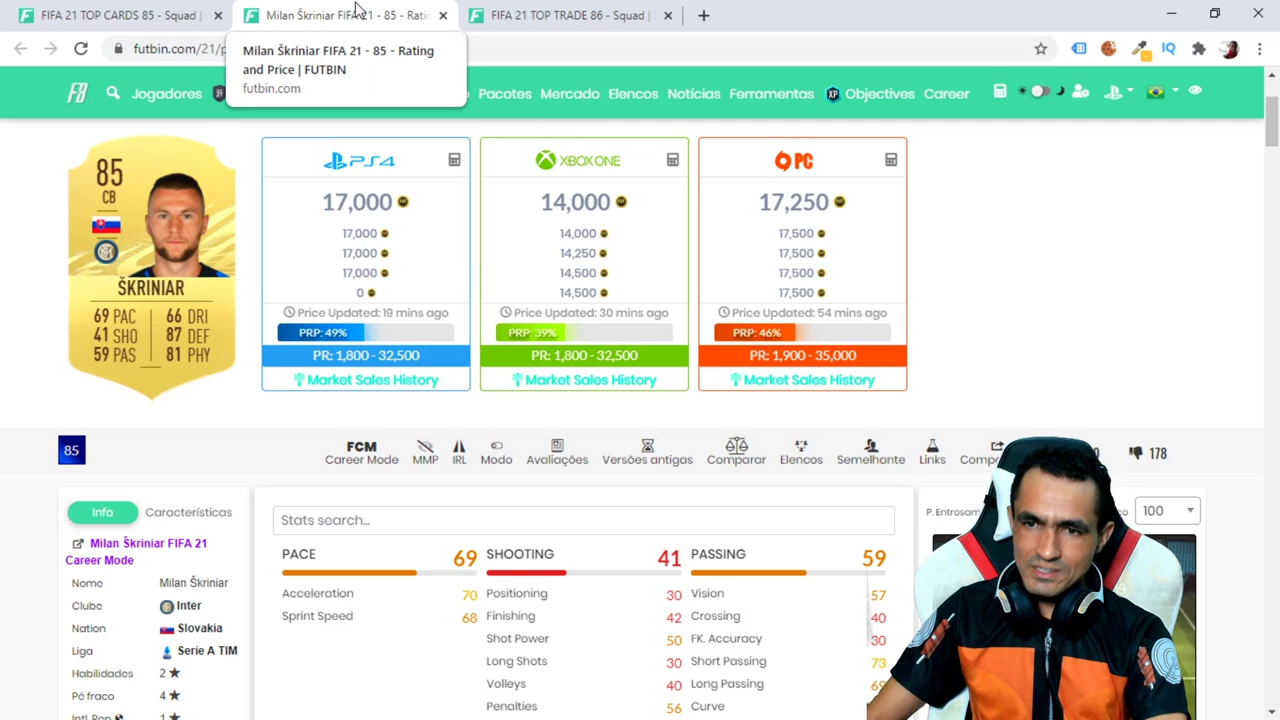 FIFA 21 TOP CARDS 85 - Squad
Milan Škriniar FIFA 21 - 85 - Ratin
FIFA 21 TOP TRADE 86 - Squad
futbin.com/21/p
Milan Škriniar FIFA 21 - 85 - Rating
and Price | FUTBIN
futbin.com
IQ
F8
Jogadores
Pacotes
Mercado
Elencos
Notícias
Ferramentas
XP
Objectives
Career
85
CB
ŠKRINIAR
69 PAC
66 DRI
41 SHO
87 DEF
59 PAS
81 PHY
PS4
17,000
17,000
17,000
17,000
0
Price Updated: 19 mins ago
PRP: 49%
PR: 1,800 - 32,500
Market Sales History
XBOX ONE
14,000
14,000
14,250
14,500
14,500
Price Updated: 30 mins ago
PRP: 39%
PR: 1,800 - 32,500
Market Sales History
PC
17,250
17,500
17,500
17,500
17,500
Price Updated: 54 mins ago
PRP: 46%
PR: 1,900 - 35,000
Market Sales History
85
FCM
Career Mode
MMP
IRL
Modo
Avaliações
Versões antigas
Comparar
Elencos
Semelhante
Links
178
Info
Características
Milan Škriniar FIFA 21
Career Mode
Nome
Milan Škriniar
Clube
Inter
Nation
Slovakia
Liga
Serie A TIM
Habilidades
2
Pé fraco
4
Intl. Rep
1
Stats search...
PACE 69
Acceleration 70
Sprint Speed 68
SHOOTING 41
Positioning 30
Finishing 42
Shot Power 50
Long Shots 30
Volleys 40
Penalties 56
PASSING 59
Vision 57
Crossing 40
FK. Accuracy 30
Short Passing 73
Long Passing 69
Curve
P. Entrosam
100